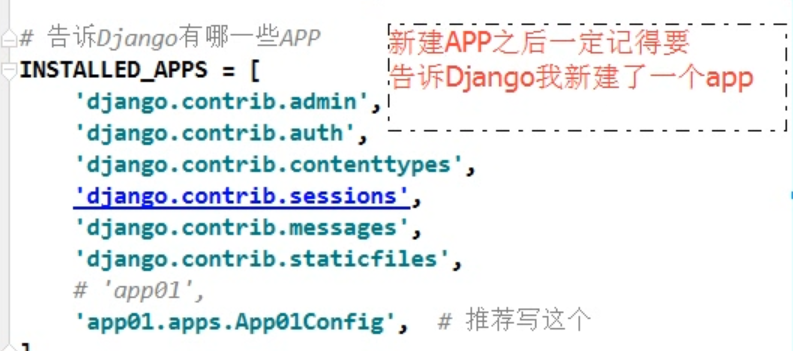 # 告诉Django有哪一些APP
新建APP之后一定记得要
告诉Django我新建了一个app
INSTALLED_APPS = [
'django.contrib.admin',
'django.contrib.auth',
'django.contrib.contenttypes',
'django.contrib.sessions',
'django.contrib.messages',
'django.contrib.staticfiles',
# 'app01',
'app01.apps.App01Config', # 推荐写这个
]